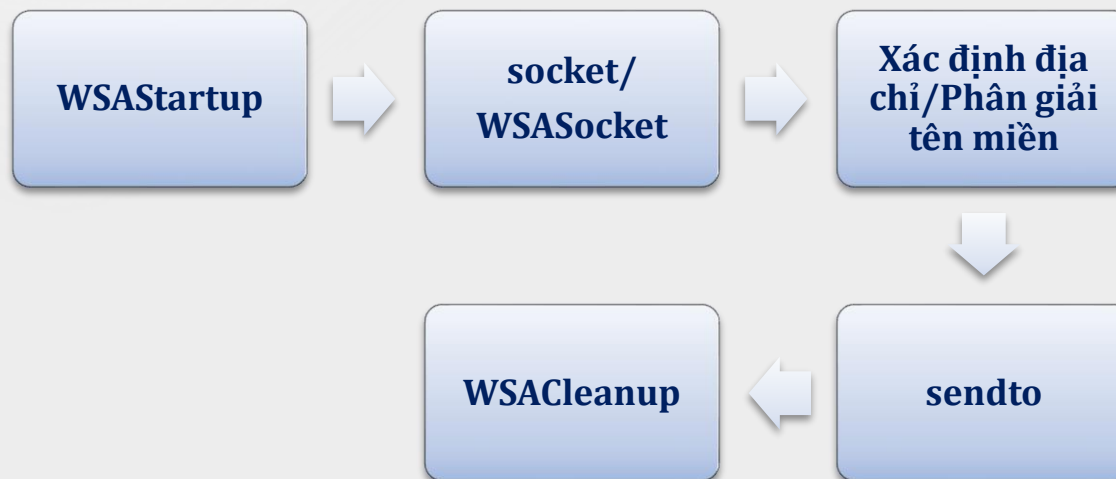 WSAStartup
socket/
WSASocket
Xác định địa
chỉ/Phân giải
tên miền
sendto
WSACleanup